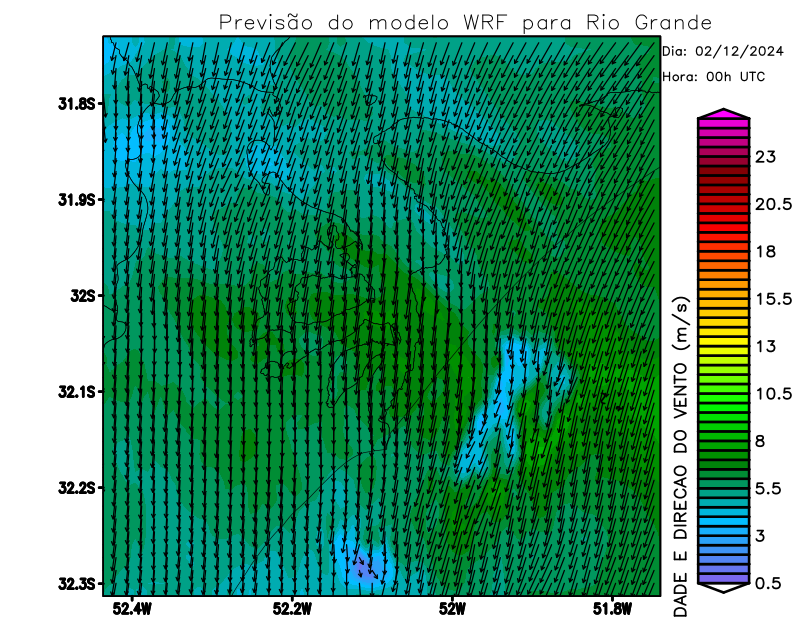 Previsão do modelo WRF para Rio Grande
Dia: 02/12/2024
Hora: 00h UTC
31.8S
31.9S
32S
32.1S
32.2S
32.3S
52.4W
52.2W
52W
51.8W
23
20.5
18
15.5
13
10.5
8
5.5
3
0.5
DADE E DIRECAO DO VENTO (m/s)